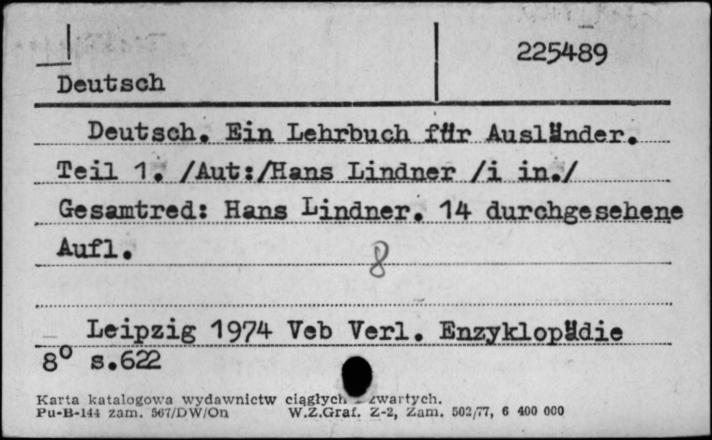 225489
Deutsch
Deutsch. Ein Lehrbuch für Ausländer.
Teil 1. /Aut:/Hans Lindner /i in./
Gesamtred: Hans Lindner. 14 durchgesehene
Aufl.
8
Leipzig 1974 Veb Verl. Enzyklopädie
8° s.622
Karta katalogowa wydawnictw ciągłych i zwartych.
Pu-B-144 zam. 567/DW/On W.Z.Graf. Z-2, Zam. 502/77, 6 400 000